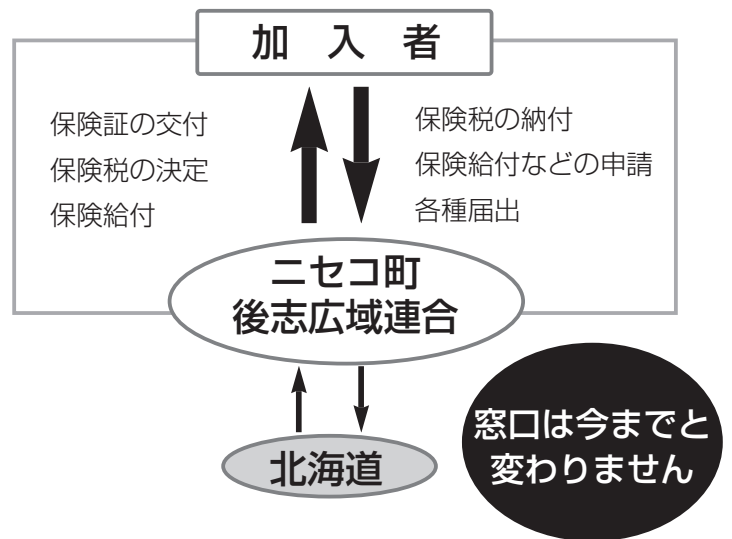 加入者
保険証の交付
保険税の決定
保険給付
保険税の納付
保険給付などの申請
各種届出
ニセコ町
後志広域連合
北海道
窓口は今までと
変わりません